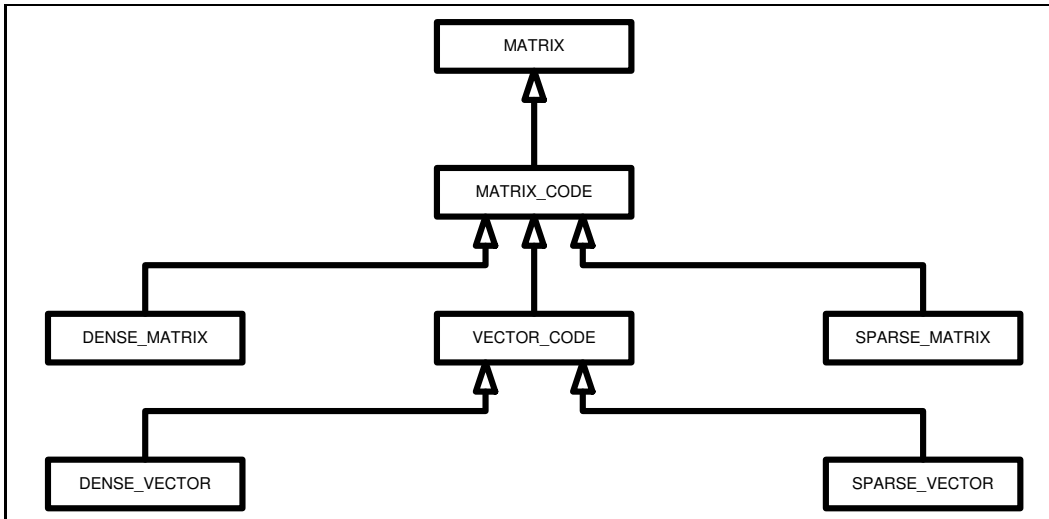 MATRIX
MATRIX_CODE
DENSE_MATRIX
VECTOR_CODE
SPARSE_MATRIX
DENSE_VECTOR
SPARSE_VECTOR